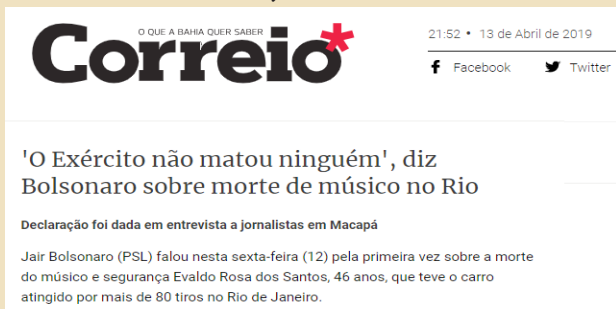 O QUE A BAHIA QUER SABER
Correio*
21:52 • 13 de Abril de 2019
Facebook Twitter
'O Exército não matou ninguém', diz
Bolsonaro sobre morte de músico no Rio
Declaração foi dada em entrevista a jornalistas em Macapá
Jair Bolsonaro (PSL) falou nesta sexta-feira (12) pela primeira vez sobre a morte
do músico e segurança Evaldo Rosa dos Santos, 46 anos, que teve o carro
atingido por mais de 80 tiros no Rio de Janeiro.